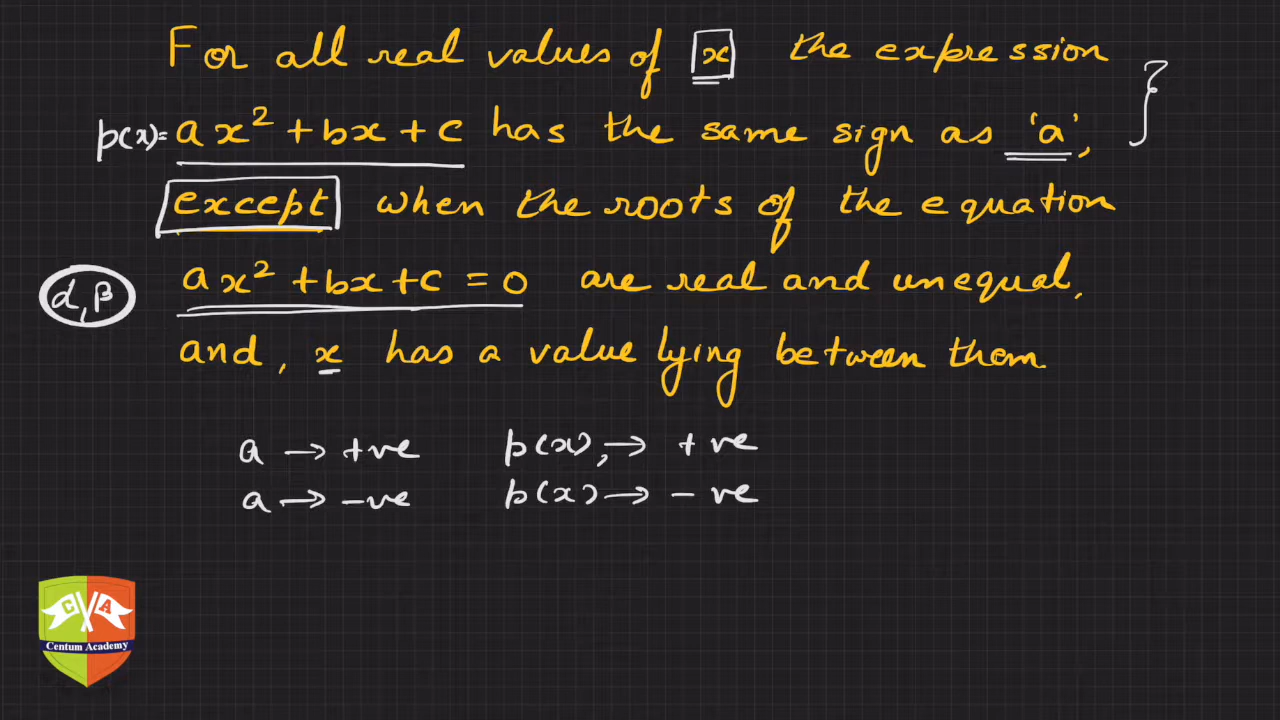 For all real values of x the expression
p(x)= ax² + bx + c has the same sign as 'a',
except when the roots of the equation
α, β ax² + bx + c = 0 are real and unequal,
and, x has a value lying between them.
a → +ve p(x), → +ve
a → -ve p(x) → -ve
C A
Centum Academy